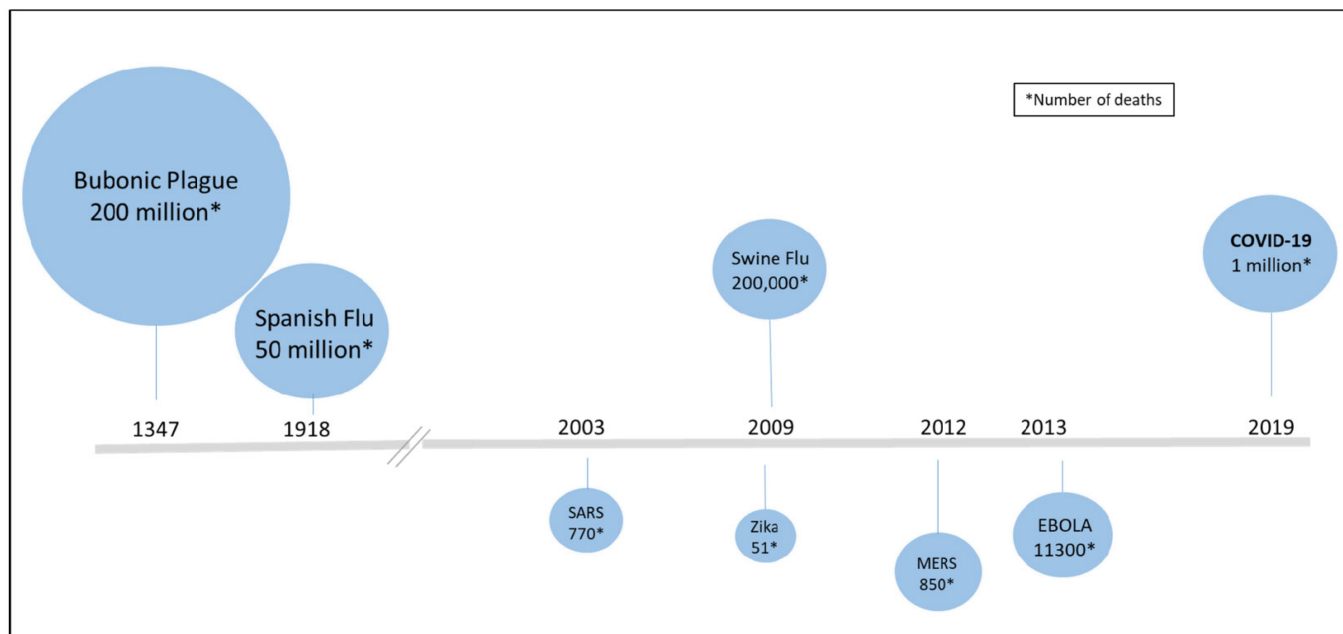 *Number of deaths
Bubonic Plague
200 million*
Spanish Flu
50 million*
Swine Flu
200,000*
COVID-19
1 million*
1347
1918
2003
2009
2012
2013
2019
SARS
770*
Zika
51*
MERS
850*
EBOLA
11300*